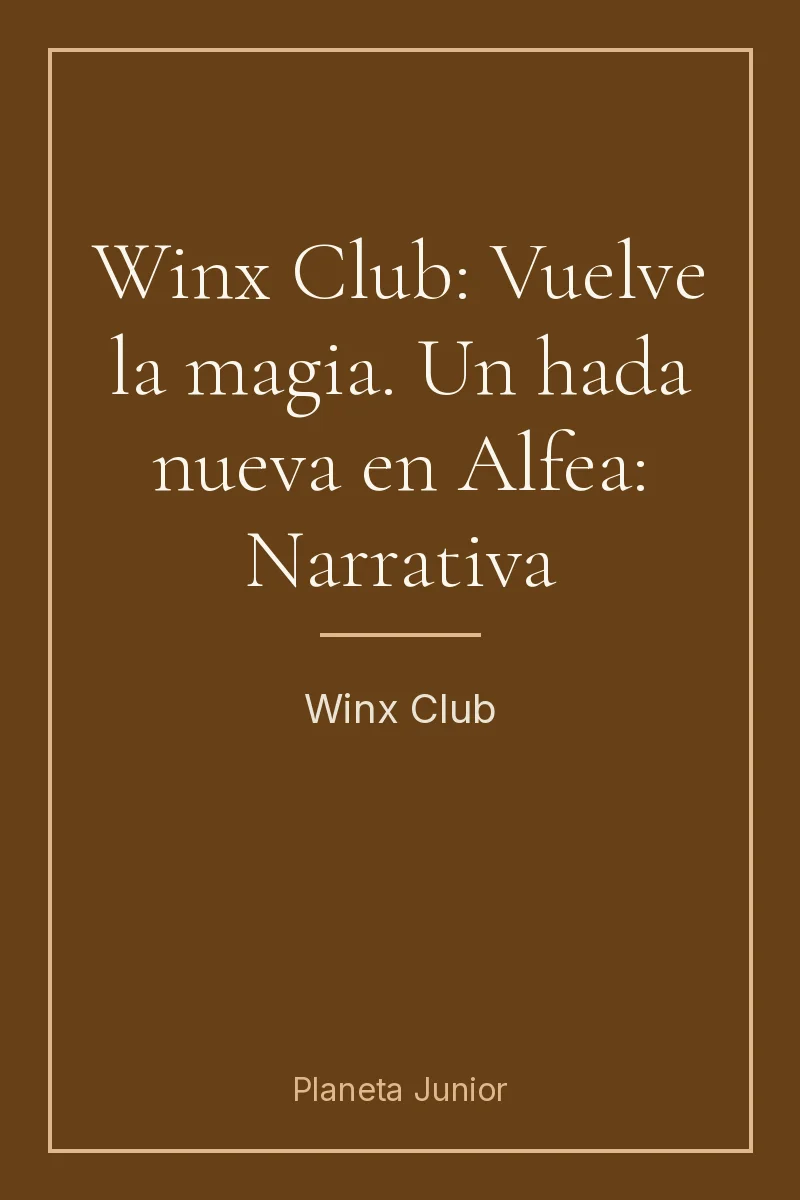 Winx Club: Vuelve
la magia. Un hada
nueva en Alfea:
Narrativa
Winx Club
Planeta Junior